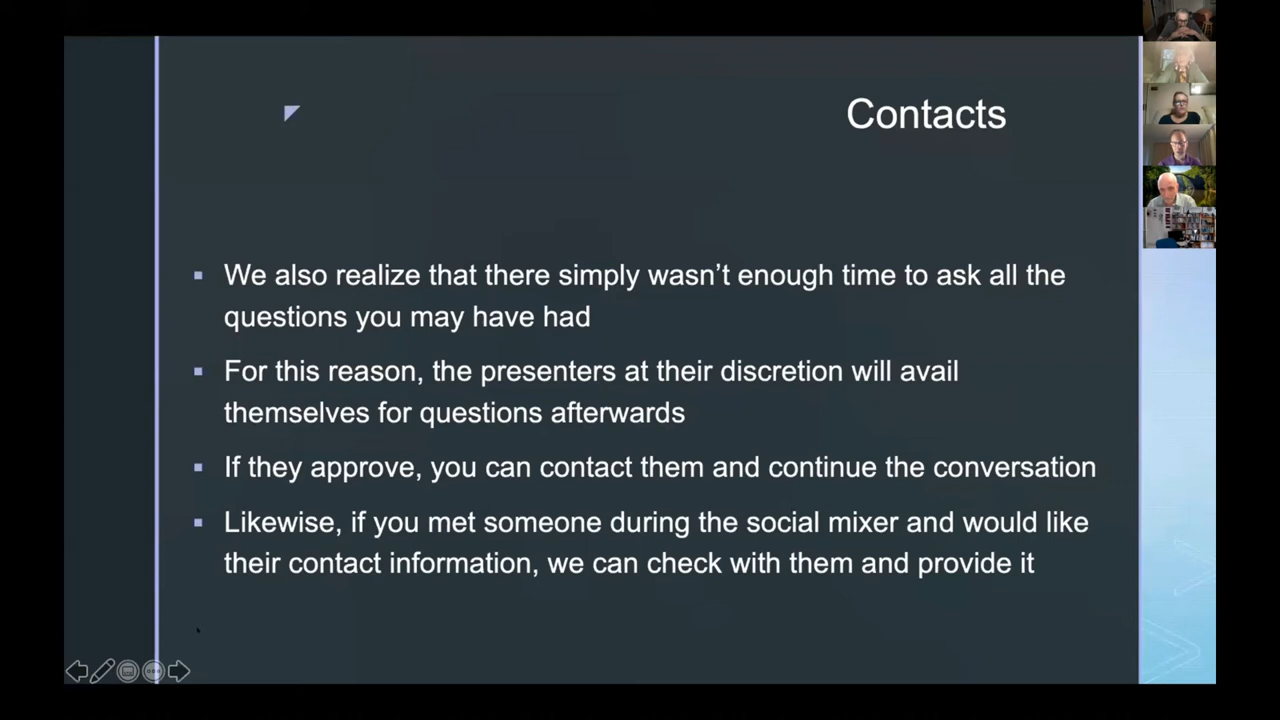 Contacts
We also realize that there simply wasn't enough time to ask all the
questions you may have had
For this reason, the presenters at their discretion will avail
themselves for questions afterwards
If they approve, you can contact them and continue the conversation
Likewise, if you met someone during the social mixer and would like
their contact information, we can check with them and provide it